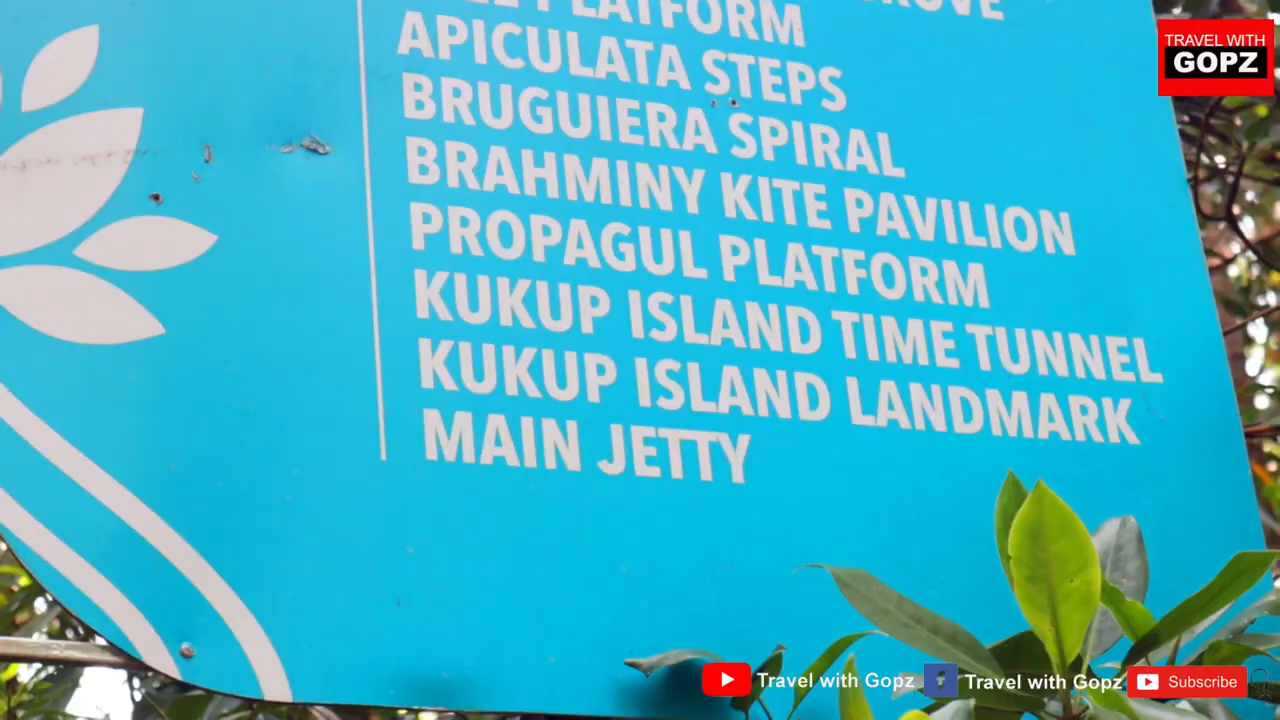 PLATFORM
APICULATA STEPS
BRUGUIERA SPIRAL
BRAHMINY KITE PAVILION
PROPAGUL PLATFORM
KUKUP ISLAND TIME TUNNEL
KUKUP ISLAND LANDMARK
MAIN JETTY
TRAVEL WITH
GOPZ
Travel with Gopz
Travel with Gopz
Subscribe